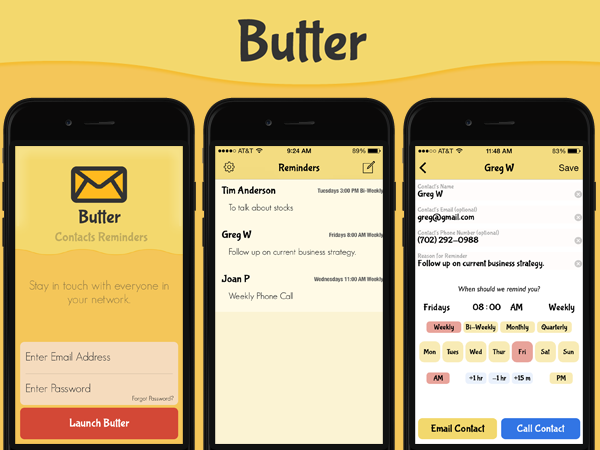 Butter
Butter
Contacts Reminders
Stay in touch with everyone in
your network.
Enter Email Address
Enter Password
Forgot Password?
Launch Butter
AT&T 9:24 AM 89%
Reminders
Tim Anderson Tuesdays 3:00 PM Bi-Weekly
To talk about stocks
Greg W Fridays 8:00 AM Weekly
Follow up on current business strategy.
Joan P Wednesdays 11:00 AM Weekly
Weekly Phone Call
AT&T 11:48 AM 83%
Greg W Save
Contact's Name
Greg W
Contact's Email (optional)
greg@gmail.com
Contact's Phone Number (optional)
(702) 292-0988
Reason for Reminder
Follow up on current business strategy.
When should we remind you?
Fridays 08:00 AM Weekly
Weekly Bi-Weekly Monthly Quarterly
Mon Tues Wed Thur Fri Sat Sun
AM +1 hr -1 hr +15 m PM
Email Contact Call Contact